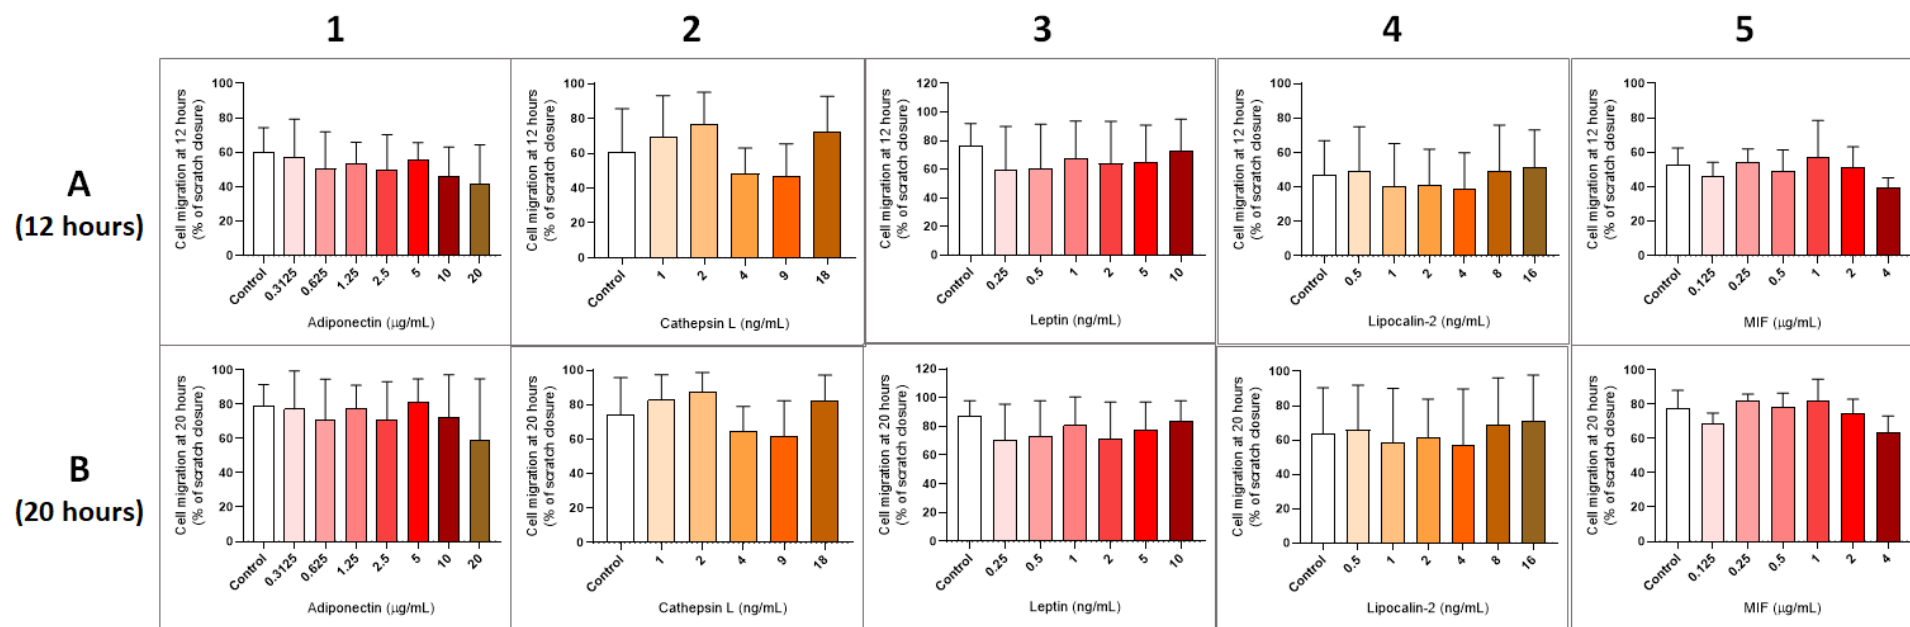 1
2
3
4
5
A
(12 hours)
Cell migration at 12 hours
(% of scratch closure)
100
80
60
40
20
0
Control
0.3125
0.625
1.25
2.5
5
10
20
Adiponectin (μg/mL)
Cell migration at 12 hours
(% of scratch closure)
100
80
60
40
20
0
Control
1
2
4
9
18
Cathepsin L (ng/mL)
Cell migration at 12 hours
(% of scratch closure)
120
100
80
60
40
20
0
Control
0.25
0.5
1
2
5
10
Leptin (ng/mL)
Cell migration at 12 hours
(% of scratch closure)
100
80
60
40
20
0
Control
0.5
1
2
4
8
16
Lipocalin-2 (ng/mL)
Cell migration at 12 hours
(% of scratch closure)
100
80
60
40
20
0
Control
0.125
0.25
0.5
1
2
4
MIF (μg/mL)
B
(20 hours)
Cell migration at 20 hours
(% of scratch closure)
100
80
60
40
20
0
Control
0.3125
0.625
1.25
2.5
5
10
20
Adiponectin (μg/mL)
Cell migration at 20 hours
(% of scratch closure)
100
80
60
40
20
0
Control
1
2
4
9
18
Cathepsin L (ng/mL)
Cell migration at 20 hours
(% of scratch closure)
120
100
80
60
40
20
0
Control
0.25
0.5
1
2
5
10
Leptin (ng/mL)
Cell migration at 20 hours
(% of scratch closure)
100
80
60
40
20
0
Control
0.5
1
2
4
8
16
Lipocalin-2 (ng/mL)
Cell migration at 20 hours
(% of scratch closure)
100
80
60
40
20
0
Control
0.125
0.25
0.5
1
2
4
MIF (μg/mL)